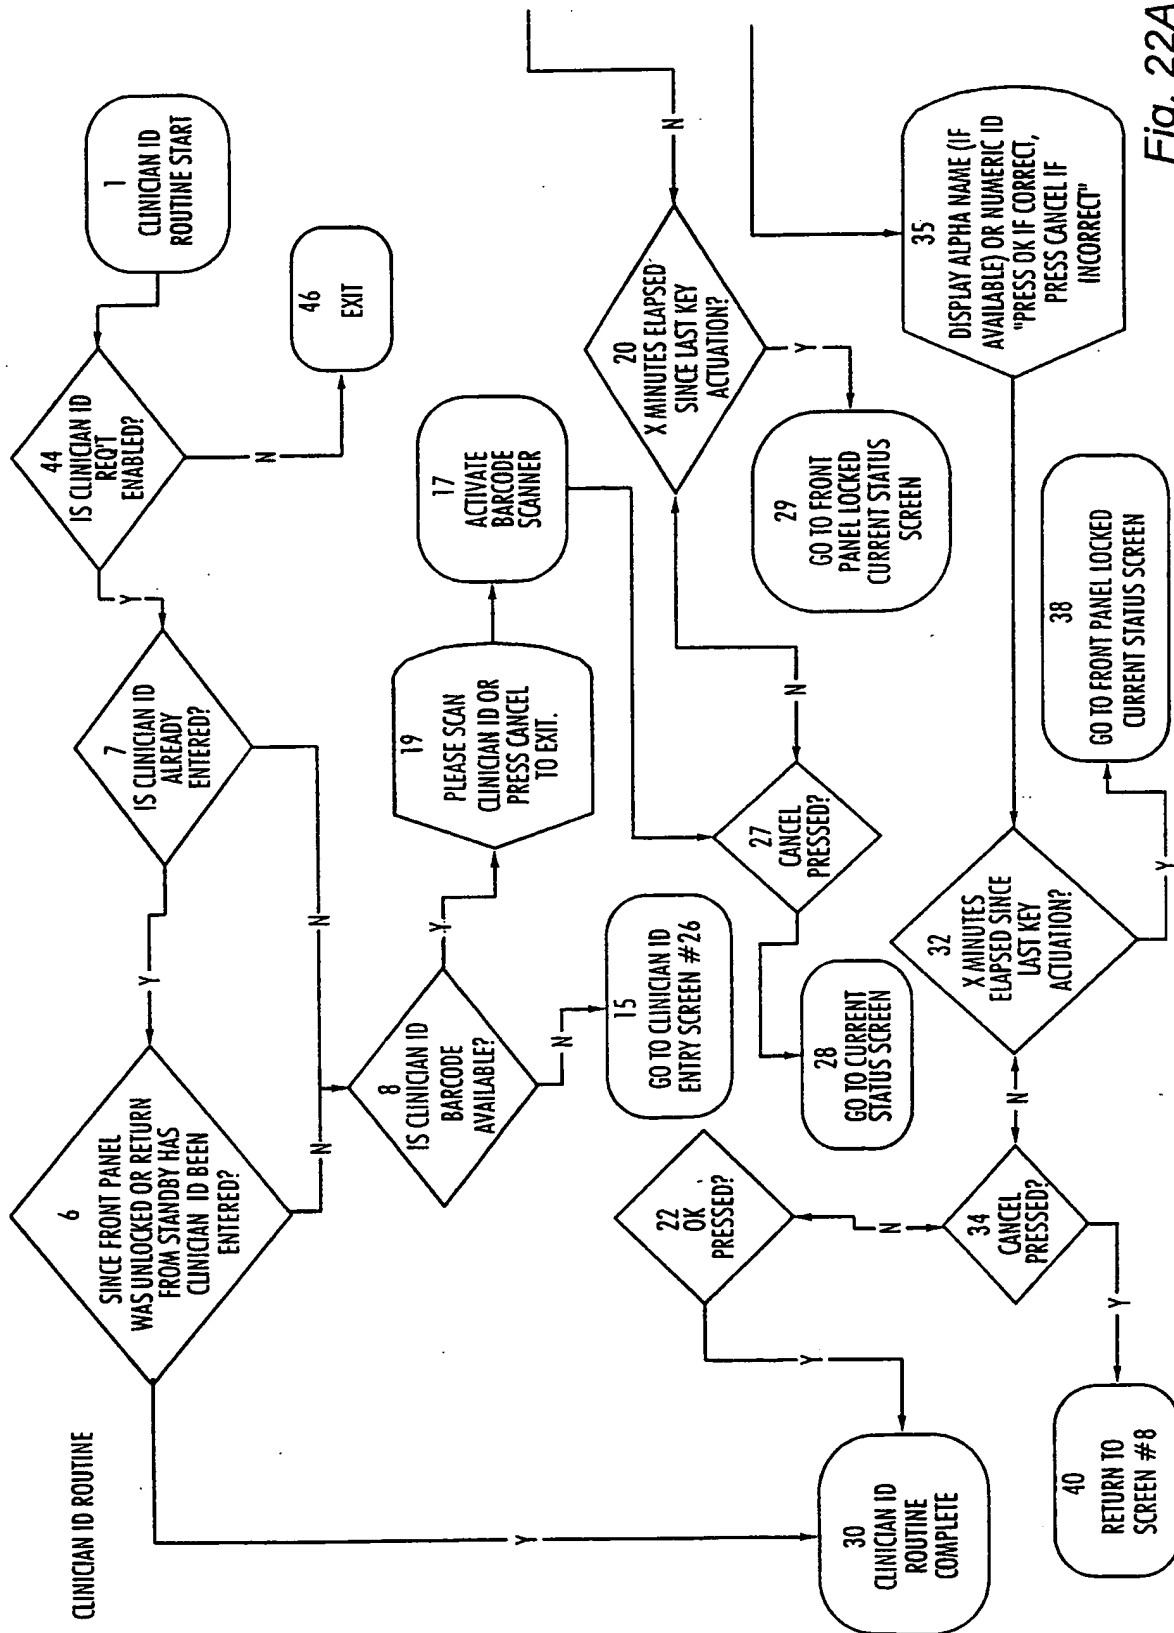 CLINICIAN ID ROUTINE
1
CLINICIAN ID
ROUTINE START
44
IS CLINICIAN ID
REQ'T
ENABLED?
N
46
EXIT
Y
7
IS CLINICIAN ID
ALREADY
ENTERED?
Y
N
6
SINCE FRONT PANEL
WAS UNLOCKED OR RETURN
FROM STANDBY HAS
CLINICIAN ID BEEN
ENTERED?
N
Y
8
IS CLINICIAN ID
BARCODE
AVAILABLE?
Y
N
19
PLEASE SCAN
CLINICIAN ID OR
PRESS CANCEL
TO EXIT.
17
ACTIVATE
BARCODE
SCANNER
15
GO TO CLINICIAN ID
ENTRY SCREEN #26
27
CANCEL
PRESSED?
N
28
GO TO CURRENT
STATUS SCREEN
20
X MINUTES ELAPSED
SINCE LAST KEY
ACTUATION?
N
Y
29
GO TO FRONT
PANEL LOCKED
CURRENT STATUS
SCREEN
35
DISPLAY ALPHA NAME (IF
AVAILABLE) OR NUMERIC ID
"PRESS OK IF CORRECT,
PRESS CANCEL IF
INCORRECT"
32
X MINUTES
ELAPSED SINCE
LAST KEY
ACTUATION?
Y
38
GO TO FRONT PANEL LOCKED
CURRENT STATUS SCREEN
N
34
CANCEL
PRESSED?
N
Y
22
OK
PRESSED?
Y
30
CLINICIAN ID
ROUTINE
COMPLETE
40
RETURN TO
SCREEN #8
Fig. 22A